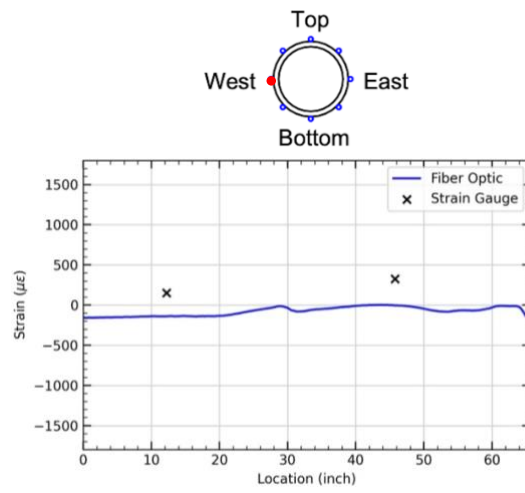 Top
West
East
Bottom
1500
1000
500
0
−500
−1000
−1500
Strain (με)
Fiber Optic
Strain Gauge
0 10 20 30 40 50 60
Location (inch)